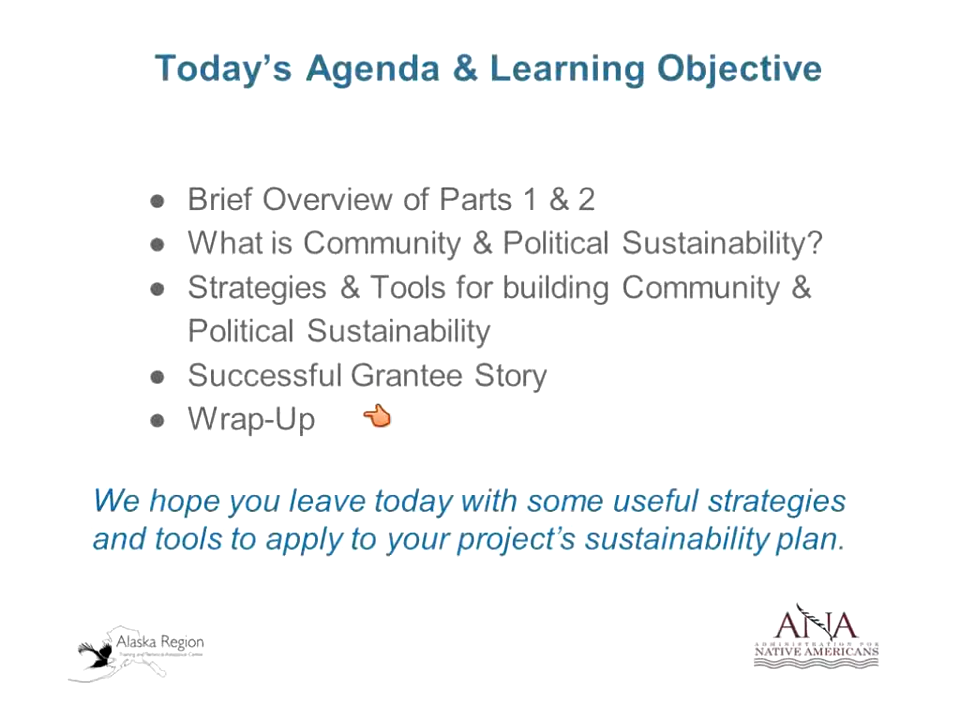 Today’s Agenda & Learning Objective
● Brief Overview of Parts 1 & 2
● What is Community & Political Sustainability?
● Strategies & Tools for building Community &
Political Sustainability
● Successful Grantee Story
● Wrap-Up
We hope you leave today with some useful strategies
and tools to apply to your project’s sustainability plan.
Alaska Region
Training and Technical Assistance Center
ANA
ADMINISTRATION FOR
NATIVE AMERICANS